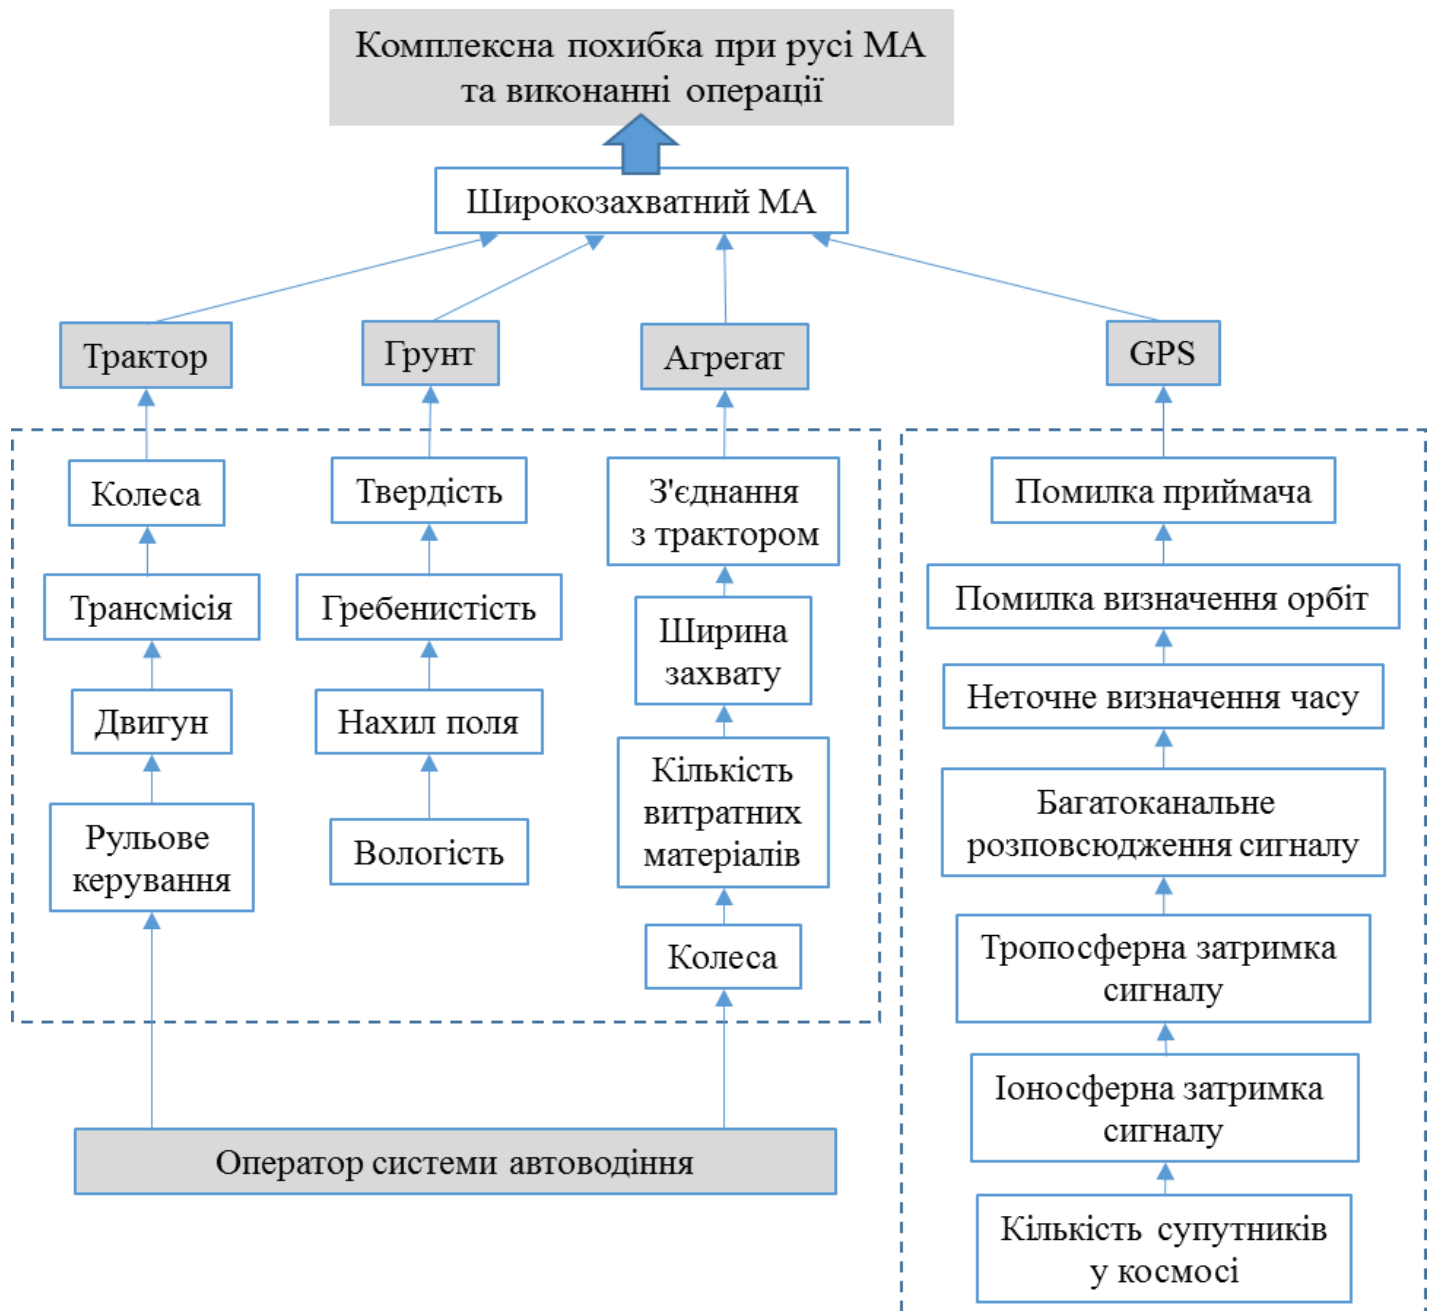 Комплексна похибка при русі МА
та виконанні операції
Широкозахватний МА
Трактор
Грунт
Агрегат
GPS
Колеса
Трансмісія
Двигун
Рульове
керування
Твердість
Гребенистість
Нахил поля
Вологість
З'єднання
з трактором
Ширина
захвату
Кількість
витратних
матеріалів
Колеса
Оператор системи автоводіння
Помилка приймача
Помилка визначення орбіт
Неточне визначення часу
Багатоканальне
розповсюдження сигналу
Тропосферна затримка
сигналу
Іоносферна затримка
сигналу
Кількість супутників
у космосі